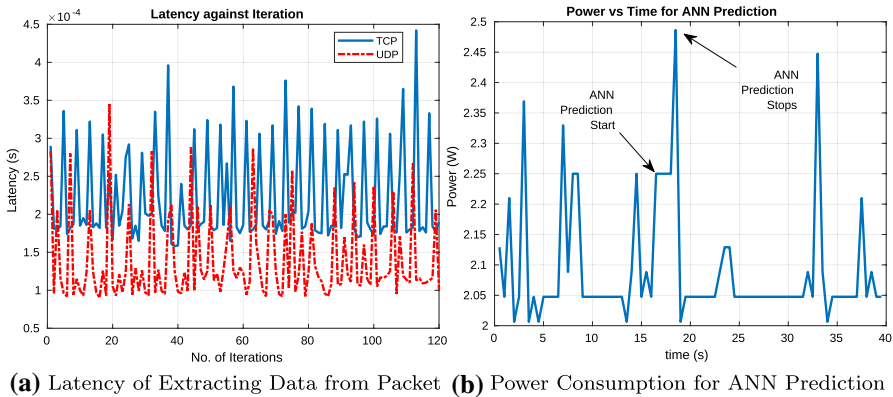 Latency against Iteration
×10⁻⁴
4.5
4
3.5
3
2.5
2
1.5
1
0.5
Latency (s)
0
20
40
60
80
100
120
No. of Iterations
TCP
UDP
(a) Latency of Extracting Data from Packet
Power vs Time for ANN Prediction
2.5
2.45
2.4
2.35
2.3
2.25
2.2
2.15
2.1
2.05
2
Power (W)
0
5
10
15
20
25
30
35
40
time (s)
ANN
Prediction
Start
ANN
Prediction
Stops
(b) Power Consumption for ANN Prediction